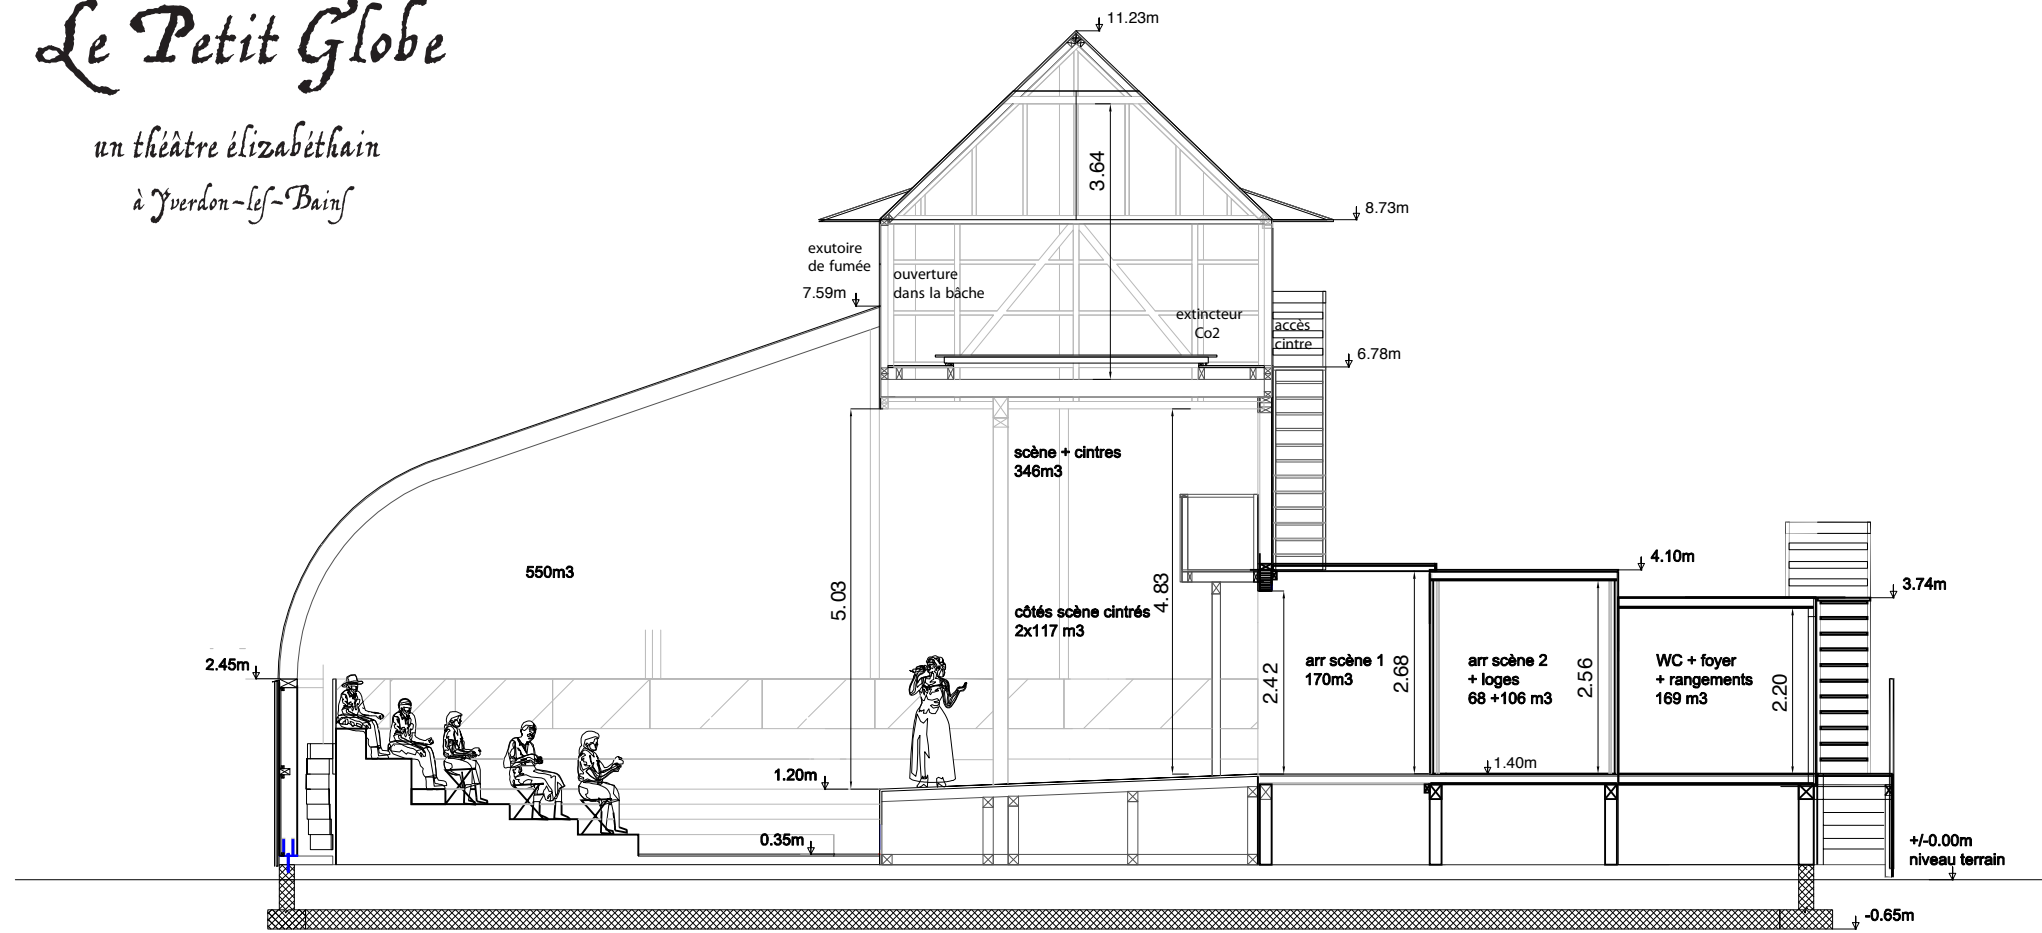 Le Petit Globe
un théâtre élizabéthain
à Yverdon-les-Bains
11.23m
3.64
8.73m
exutoire
de fumée
7.59m
ouverture
dans la bâche
extincteur
Co2
accès
cintre
6.78m
scène + cintres
346m3
550m3
5.03
côtés scène cintrés
2x117 m3
4.83
4.10m
3.74m
2.45m
2.42
arr scène 1
170m3
2.68
arr scène 2
+ loges
68 +106 m3
2.56
WC + foyer
+ rangements
169 m3
2.20
1.20m
1.40m
0.35m
+/-0.00m
niveau terrain
-0.65m